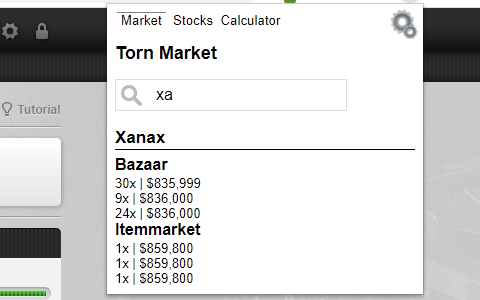 Market Stocks Calculator
Torn Market
Tutorial
xa
Xanax
Bazaar
30x | $835,999
9x | $836,000
24x | $836,000
Itemmarket
1x | $859,800
1x | $859,800
1x | $859,800